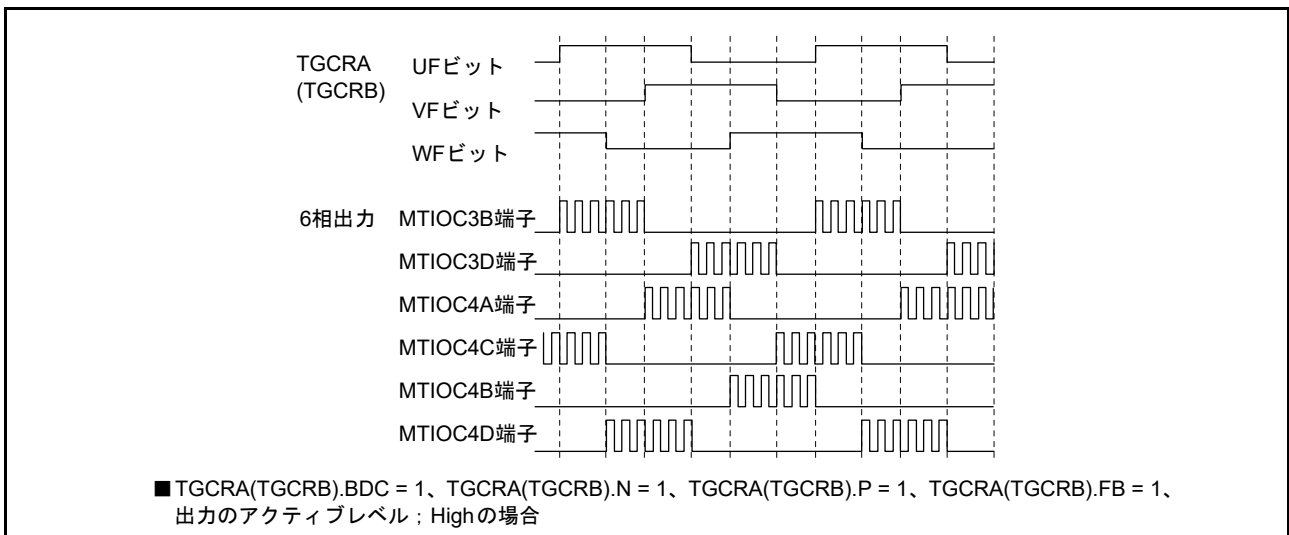 TGCRA UFビット
(TGCRB)
VFビット
WFビット
6相出力 MTIOC3B端子
MTIOC3D端子
MTIOC4A端子
MTIOC4C端子
MTIOC4B端子
MTIOC4D端子
■TGCRA(TGCRB).BDC = 1、TGCRA(TGCRB).N = 1、TGCRA(TGCRB).P = 1、TGCRA(TGCRB).FB = 1、
出力のアクティブレベル ; Highの場合